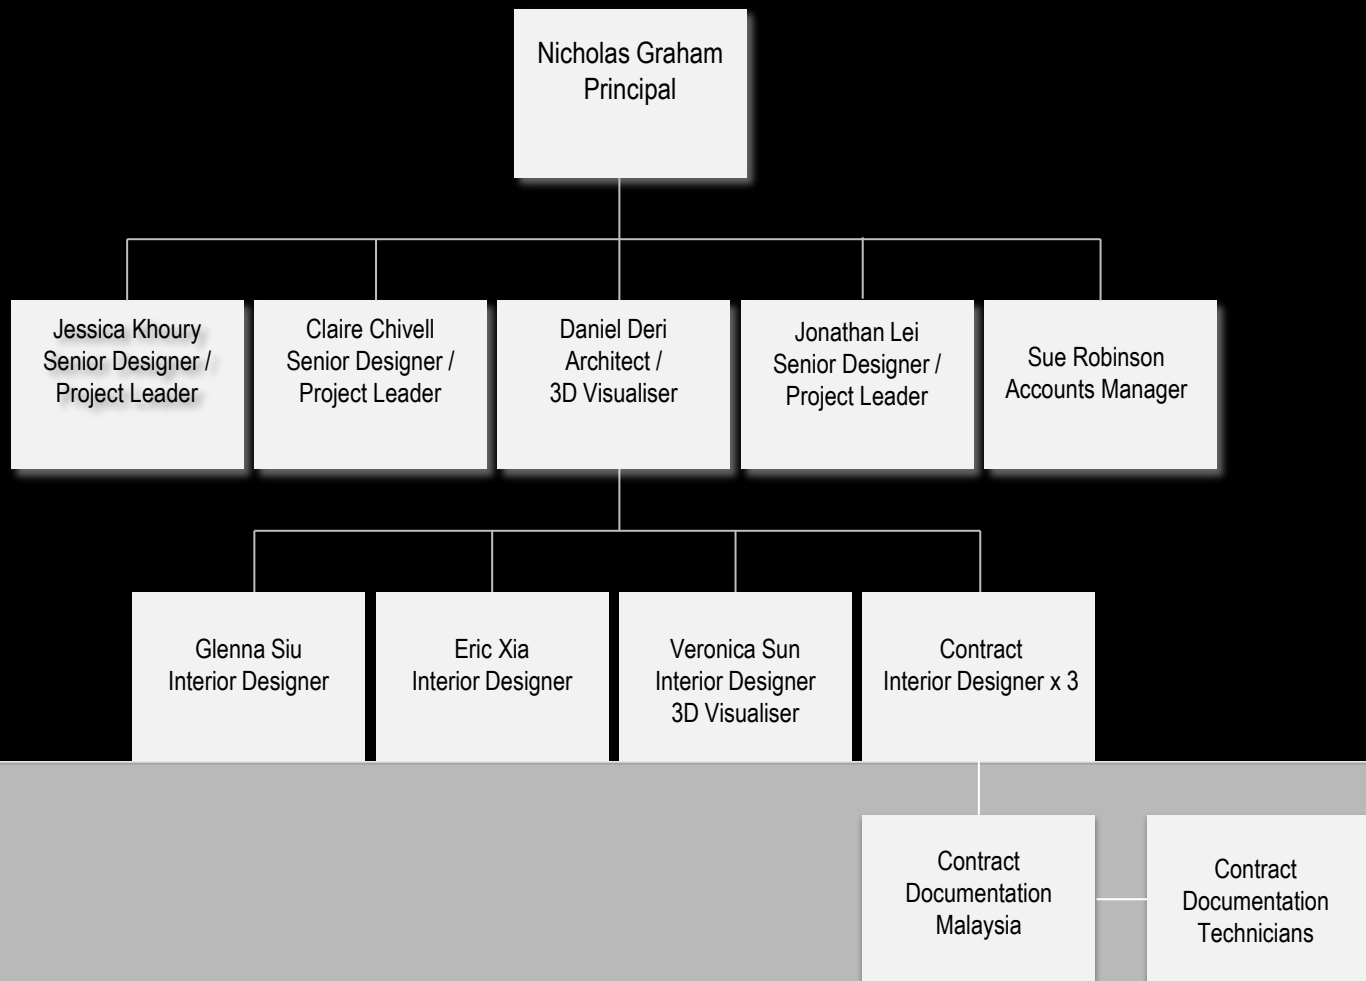 Nicholas Graham
Principal
Jessica Khoury
Senior Designer /
Project Leader
Claire Chivell
Senior Designer /
Project Leader
Daniel Deri
Architect /
3D Visualiser
Jonathan Lei
Senior Designer /
Project Leader
Sue Robinson
Accounts Manager
Glenna Siu
Interior Designer
Eric Xia
Interior Designer
Veronica Sun
Interior Designer
3D Visualiser
Contract
Interior Designer x 3
Contract
Documentation
Malaysia
Contract
Documentation
Technicians